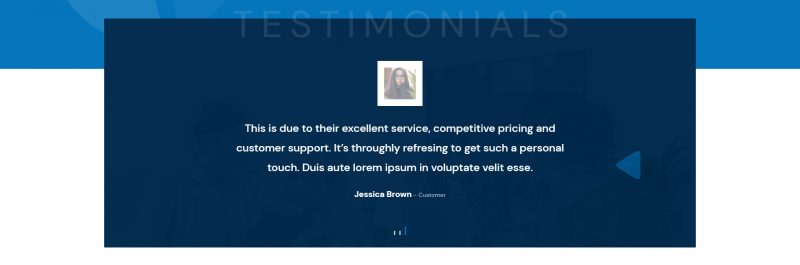 TESTIMONIALS
This is due to their excellent service, competitive pricing and
customer support. It's throughly refresing to get such a personal
touch. Duis aute lorem ipsum in voluptate velit esse.
Jessica Brown - Customer